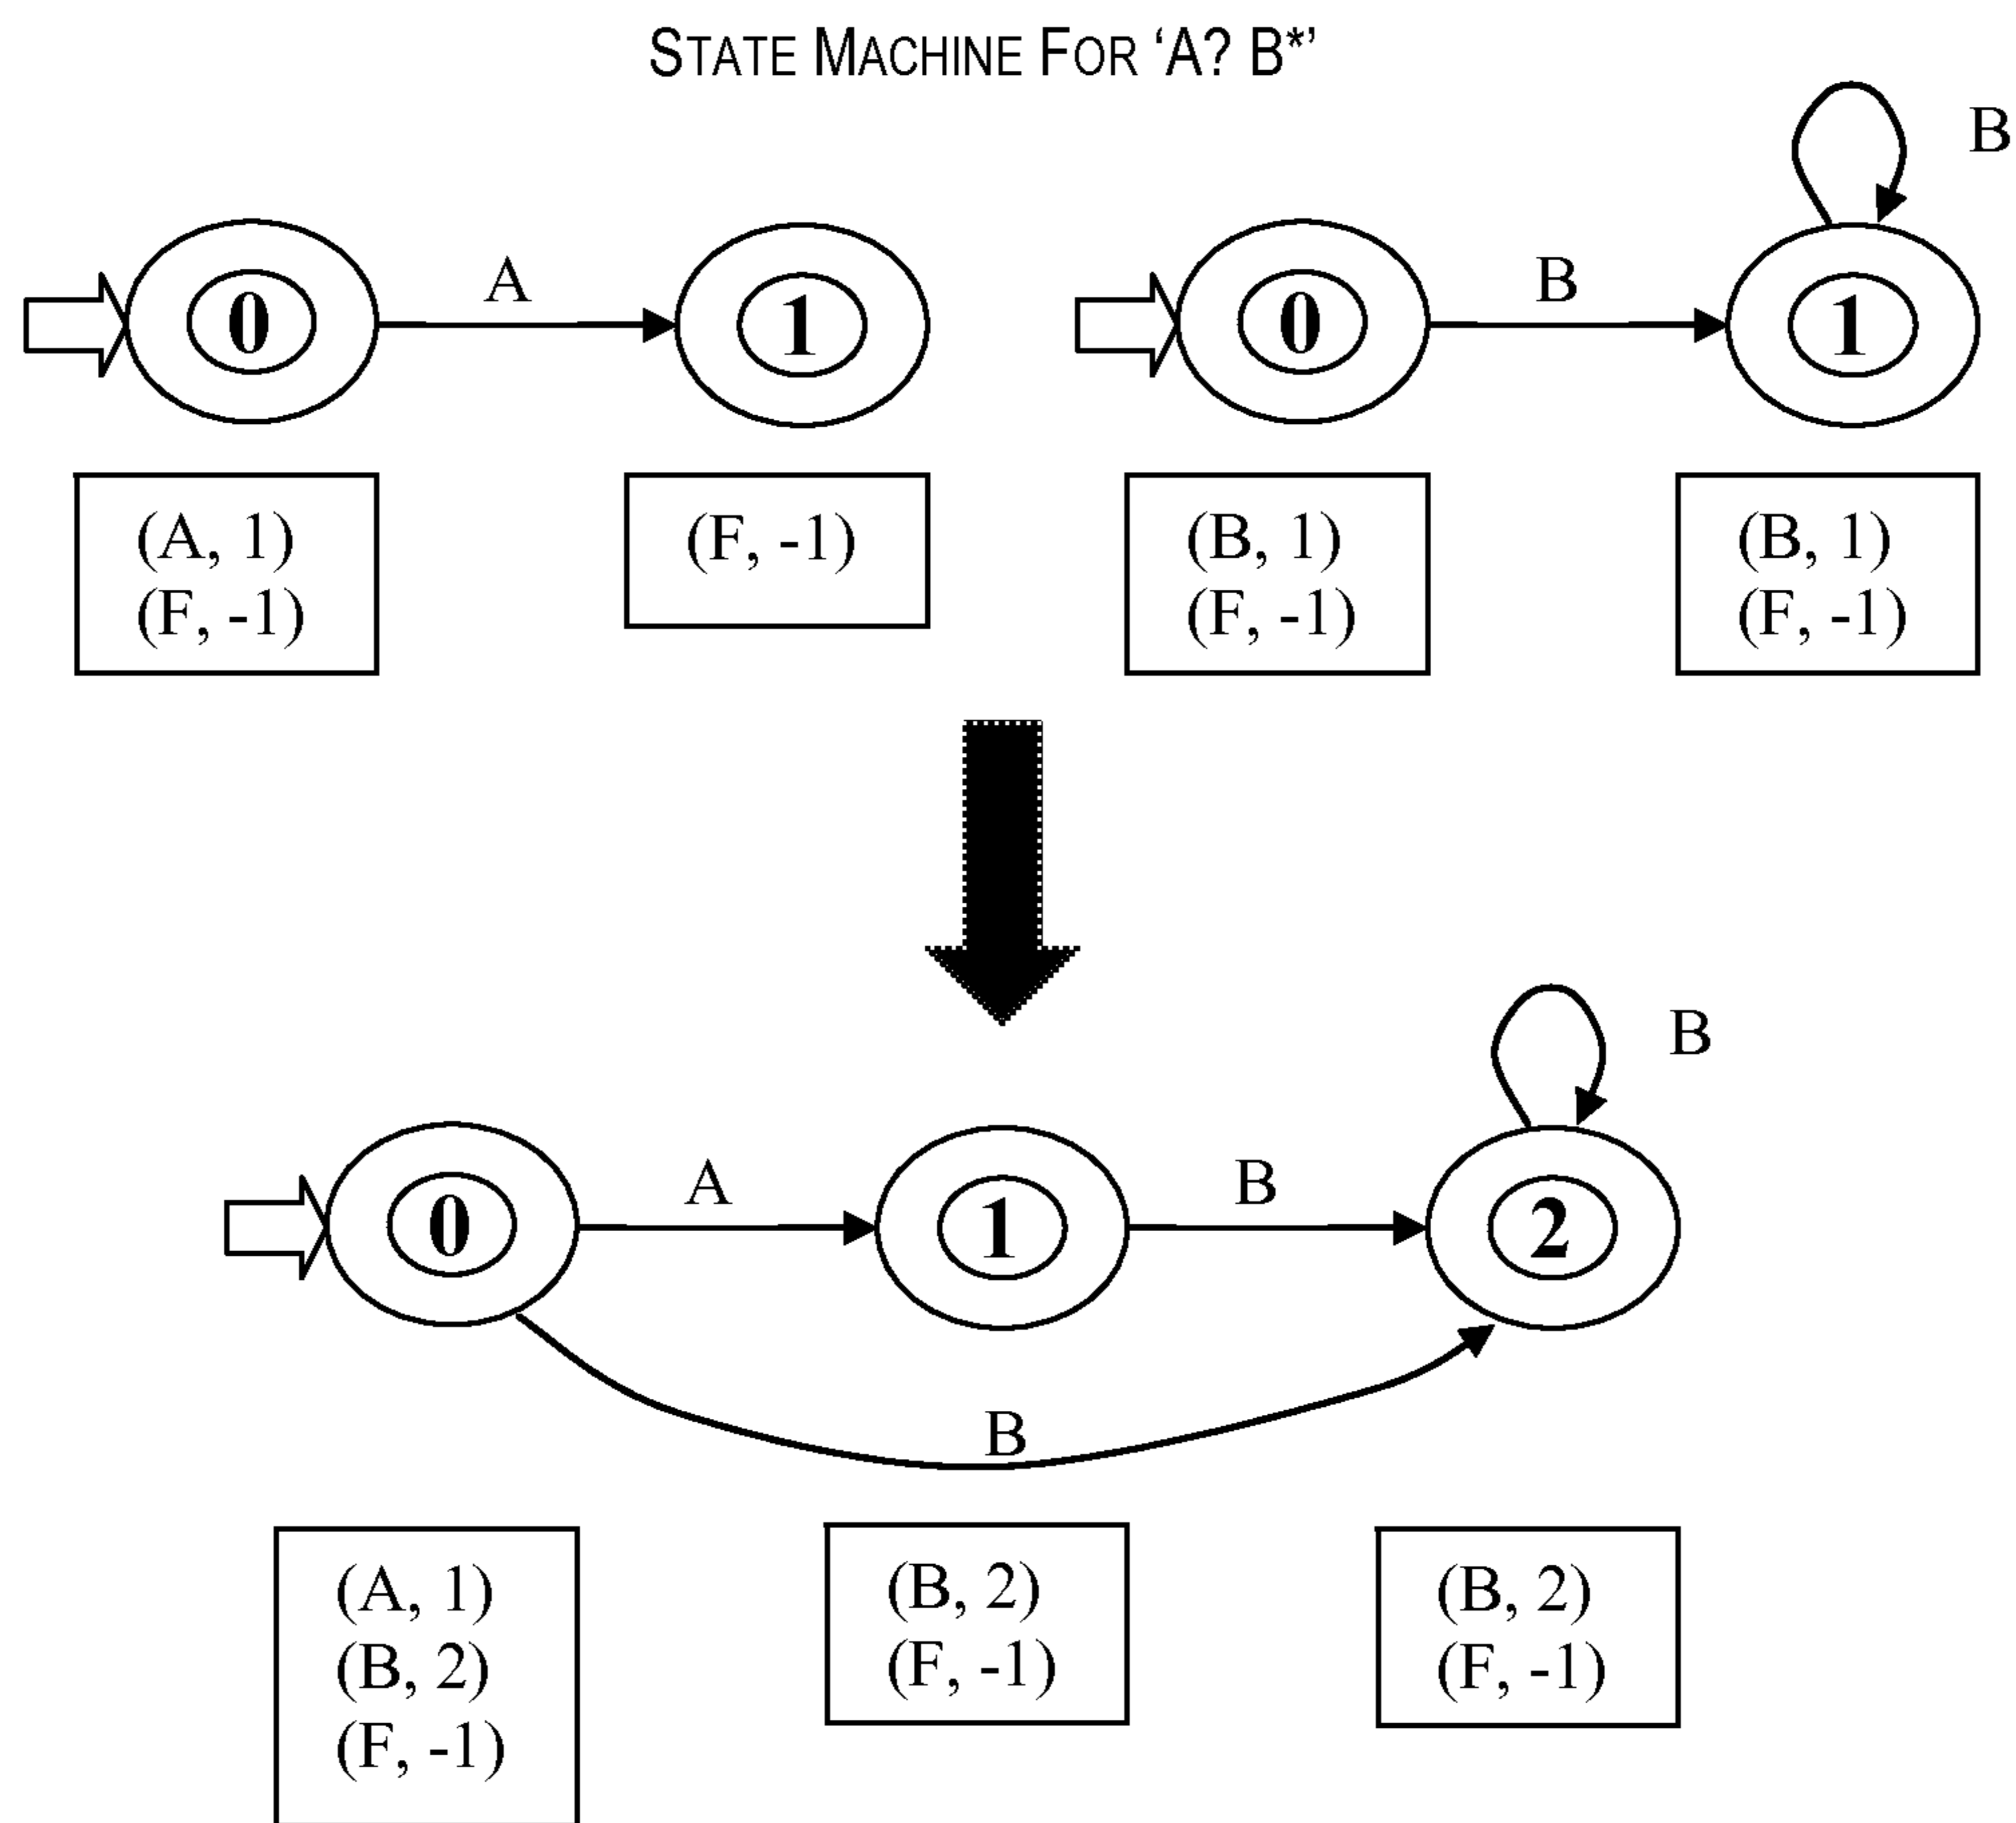 STATE MACHINE FOR ‘A? B*’
B
A
B
0
1
0
1
(A, 1)
(F, -1)
(F, -1)
(B, 1)
(F, -1)
(B, 1)
(F, -1)
B
A
B
0
1
2
B
(A, 1)
(B, 2)
(F, -1)
(B, 2)
(F, -1)
(B, 2)
(F, -1)